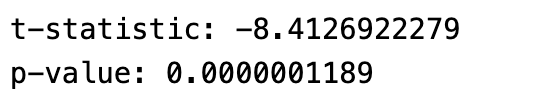 t-statistic: -8.4126922279
p-value: 0.0000001189